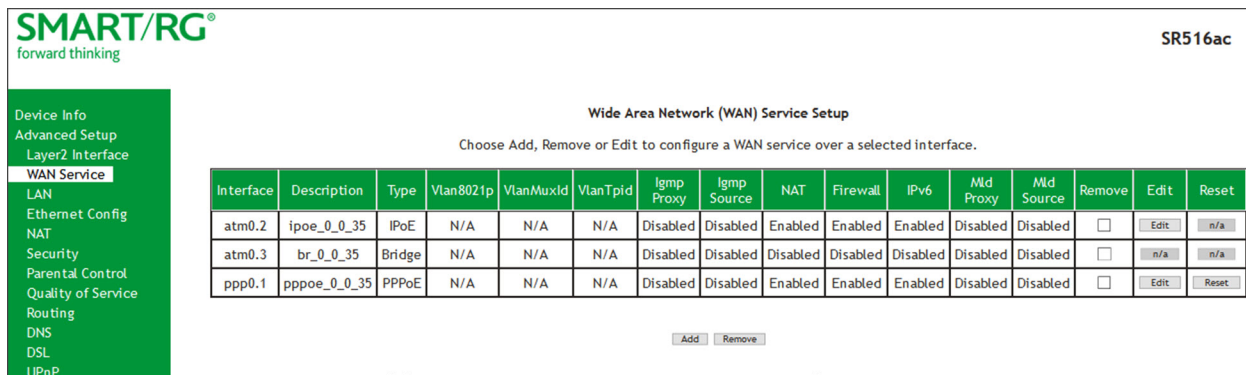 SMART/RG®
forward thinking
SR516ac
Device Info
Advanced Setup
Layer2 Interface
WAN Service
LAN
Ethernet Config
NAT
Security
Parental Control
Quality of Service
Routing
DNS
DSL
UPnP
Wide Area Network (WAN) Service Setup
Choose Add, Remove or Edit to configure a WAN service over a selected interface.
Interface Description Type Vlan8021p VlanMuxId VlanTpid Igmp Proxy Igmp Source NAT Firewall IPv6 Mld Proxy Mld Source Remove Edit Reset
atm0.2 ipoe_0_0_35 IPoE N/A N/A N/A Disabled Disabled Enabled Enabled Enabled Disabled Disabled Edit n/a
atm0.3 br_0_0_35 Bridge N/A N/A N/A Disabled Disabled Disabled Disabled Disabled Disabled Disabled n/a n/a
ppp0.1 pppoe_0_0_35 PPPoE N/A N/A N/A Disabled Disabled Enabled Enabled Enabled Disabled Disabled Edit Reset
Add Remove